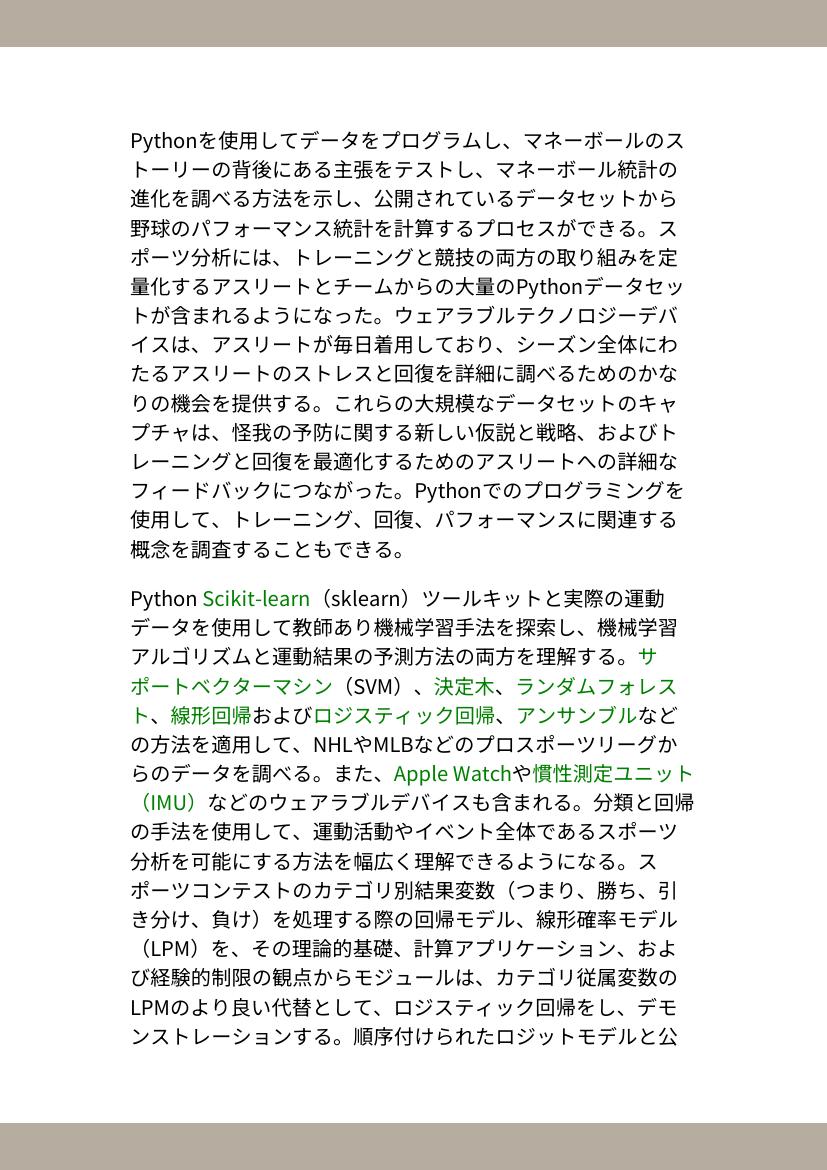 Pythonを使用してデータをプログラムし、マネーボールのス
トーリーの背後にある主張をテストし、マネーボール統計の
進化を調べる方法を示し、公開されているデータセットから
野球のパフォーマンス統計を計算するプロセスができる。ス
ポーツ分析には、トレーニングと競技の両方の取り組みを定
量化するアスリートとチームからの大量のPythonデータセッ
トが含まれるようになった。ウェアラブルテクノロジーデバ
イスは、アスリートが毎日着用しており、シーズン全体にわ
たるアスリートのストレスと回復を詳細に調べるためのかな
りの機会を提供する。これらの大規模なデータセットのキャ
プチャは、怪我の予防に関する新しい仮説と戦略、およびト
レーニングと回復を最適化するためのアスリートへの詳細な
フィードバックにつながった。Pythonでのプログラミングを
使用して、トレーニング、回復、パフォーマンスに関連する
概念を調査することもできる。
Python Scikit-learn（sklearn）ツールキットと実際の運動
データを使用して教師あり機械学習手法を探索し、機械学習
アルゴリズムと運動結果の予測方法の両方を理解する。サ
ポートベクターマシン（SVM）、決定木、ランダムフォレス
ト、線形回帰およびロジスティック回帰、アンサンブルなど
の方法を適用して、NHLやMLBなどのプロスポーツリーグか
らのデータを調べる。また、Apple Watchや慣性測定ユニット
（IMU）などのウェアラブルデバイスも含まれる。分類と回帰
の手法を使用して、運動活動やイベント全体であるスポーツ
分析を可能にする方法を幅広く理解できるようになる。ス
ポーツコンテストのカテゴリ別結果変数（つまり、勝ち、引
き分け、負け）を処理する際の回帰モデル、線形確率モデル
（LPM）を、その理論的基礎、計算アプリケーション、およ
び経験的制限の観点からモジュールは、カテゴリ従属変数の
LPMのより良い代替として、ロジスティック回帰をし、デモ
ンストレーションする。順序付けられたロジットモデルと公